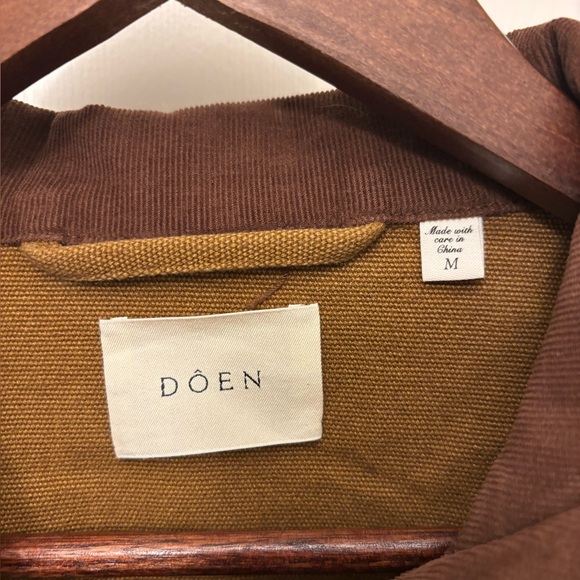 Made with
care in
China
M
DÔEN